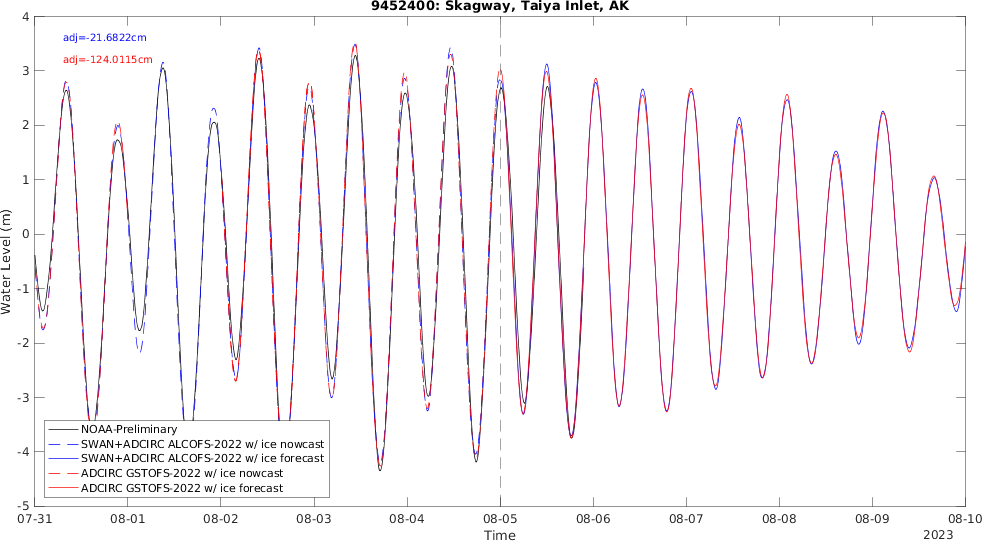 9452400: Skagway, Taiya Inlet, AK
4
adj=-21.6822cm
adj=-124.0115cm
3
2
1
0
-1
-2
-3
-4
-5
Water Level (m)
NOAA-Preliminary
SWAN+ADCIRC ALCOFS-2022 w/ ice nowcast
SWAN+ADCIRC ALCOFS-2022 w/ ice forecast
ADCIRC GSTOFS-2022 w/ ice nowcast
ADCIRC GSTOFS-2022 w/ ice forecast
07-31 08-01 08-02 08-03 08-04 08-05 08-06 08-07 08-08 08-09 08-10
Time
2023